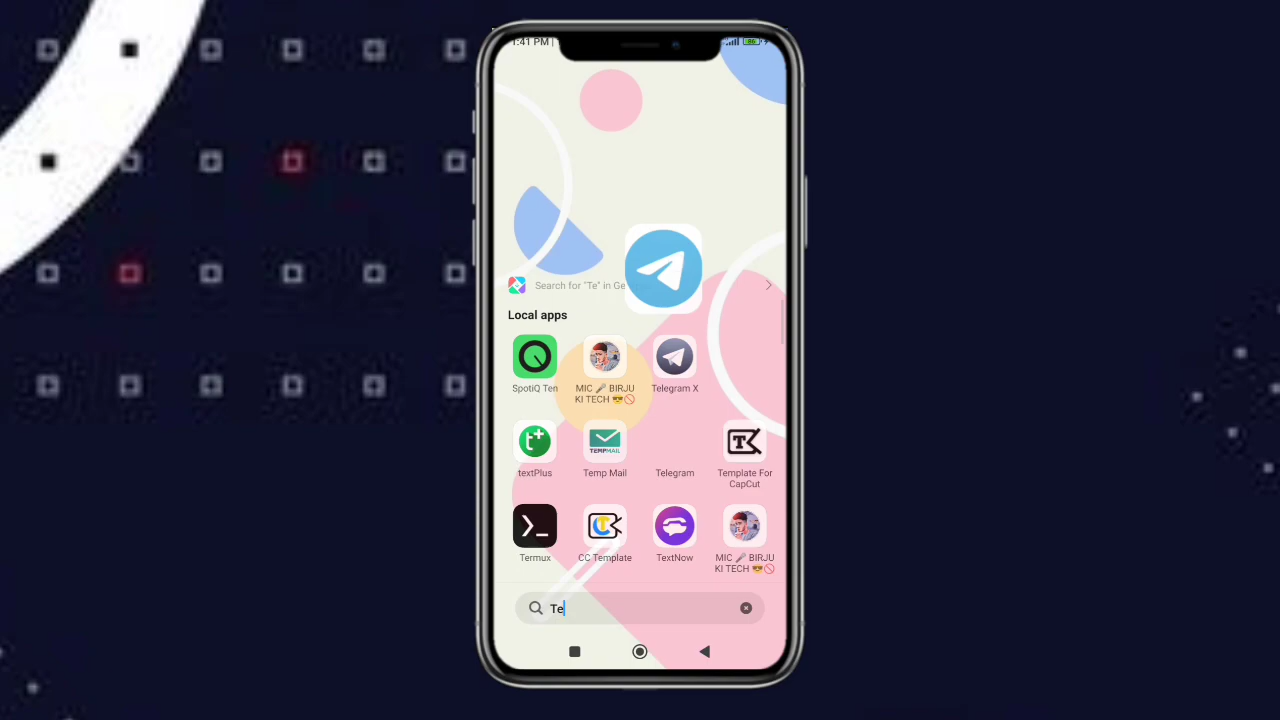 1:41 PM
86
Search for "Te" in Ge
Local apps
SpotiQ Ten
MIC 🎤 BIRJU
KI TECH 😎🚫
Telegram X
t+
TEMPMAIL
textPlus
Temp Mail
Telegram
Template For
CapCut
Termux
CC Template
TextNow
MIC 🎤 BIRJU
KI TECH 😎🚫
Te